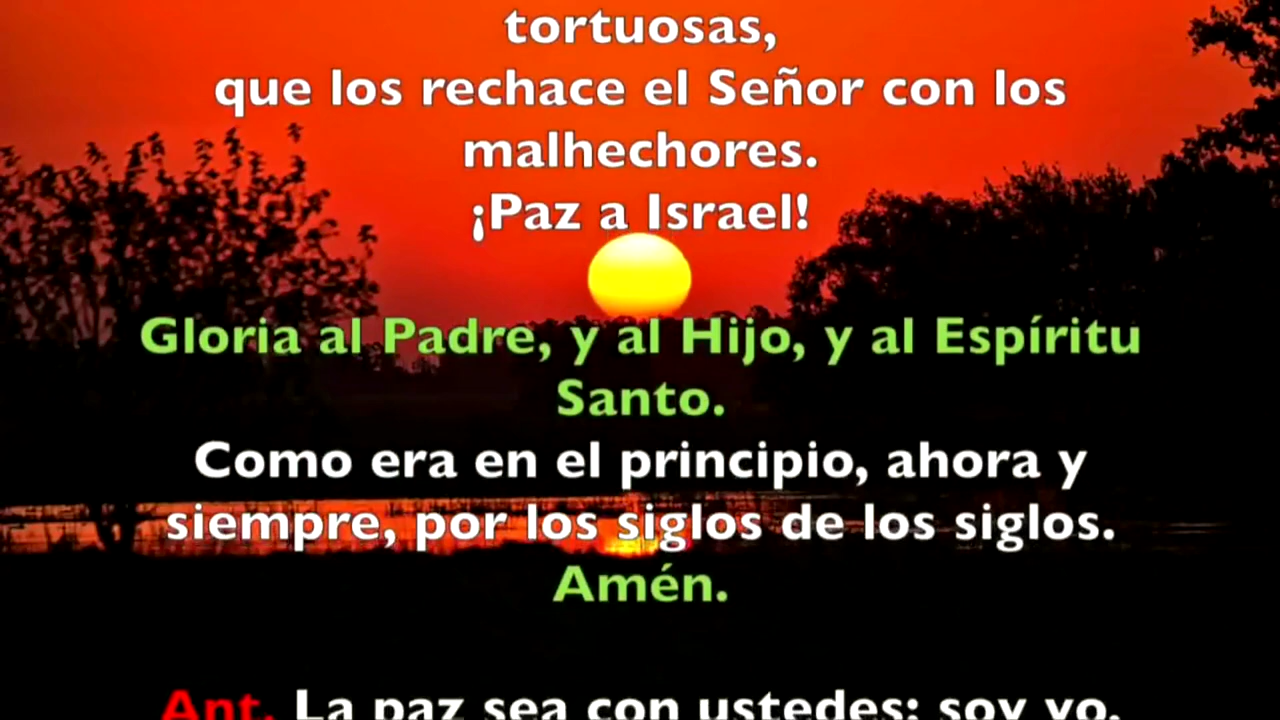 tortuosas,
que los rechace el Señor con los
malhechores.
¡Paz a Israel!
Gloria al Padre, y al Hijo, y al Espíritu
Santo.
Como era en el principio, ahora y
siempre, por los siglos de los siglos.
Amén.
Ant. La paz sea con ustedes; soy yo,